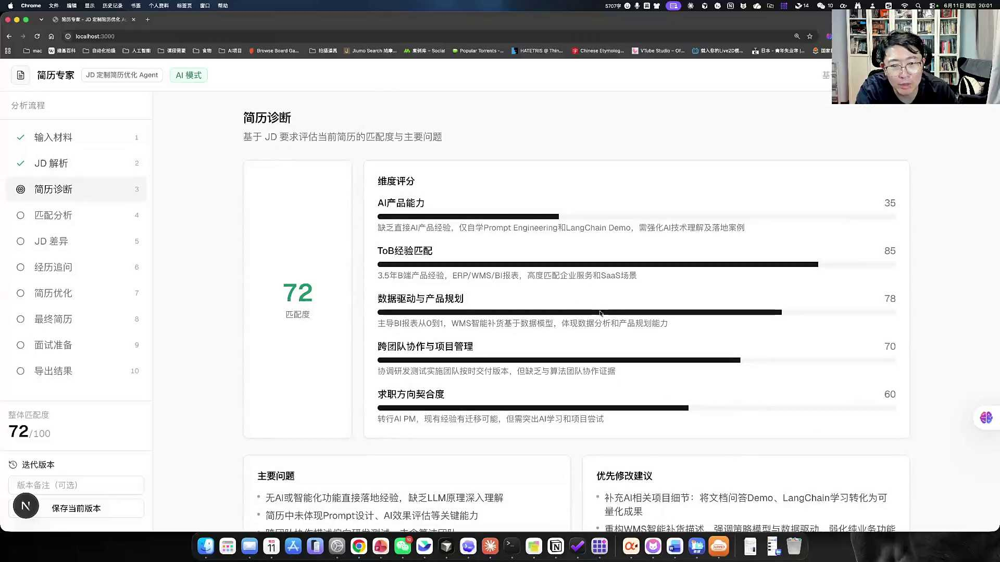 Chrome 文件 编辑 显示 历史记录 书签 个人资料 标签页 窗口 帮助 5707字 英 14 10 6月11日 周四 20:01
简历专家 - JD 定制简历优化 A
localhost:3000
mac 维基百科 自动化拍摄 人工智能 课程需要 食物 AI项目 Browse Board Ga... 拍摄道具 Jiumo Search 鸠摩... 案例库 - Social Popular Torrents -... HATETRIS @ Thin... Chinese Etymolog... VTube Studio – Of... 载入你的Live2D模... 日本 - 青年失业率 |... 国家
简历专家 JD 定制简历优化 Agent AI 模式 基
分析流程
输入材料 1
JD 解析 2
简历诊断 3
匹配分析 4
JD 差异 5
经历追问 6
简历优化 7
最终简历 8
面试准备 9
导出结果 10
整体匹配度
72/100
迭代版本
版本备注（可选）
N
保存当前版本
简历诊断
基于 JD 要求评估当前简历的匹配度与主要问题
72
匹配度
维度评分
AI产品能力 35
缺乏直接AI产品经验，仅自学Prompt Engineering和LangChain Demo，需强化AI技术理解及落地案例
ToB经验匹配 85
3.5年B端产品经验，ERP/WMS/BI报表，高度匹配企业服务和SaaS场景
数据驱动与产品规划 78
主导BI报表从0到1，WMS智能补货基于数据模型，体现数据分析和产品规划能力
跨团队协作与项目管理 70
协调研发测试实施团队按时交付版本，但缺乏与算法团队协作证据
求职方向契合度 60
转行AI PM，现有经验有迁移可能，但需突出AI学习和项目尝试
主要问题
• 无AI或智能化功能直接落地经验，缺乏LLM原理深入理解
• 简历中未体现Prompt设计、AI效果评估等关键能力
优先修改建议
• 补充AI相关项目细节：将文档问答Demo、LangChain学习转化为可
量化成果
• 重构WMS智能补货描述，强调策略模型与数据驱动，弱化纯业务功能